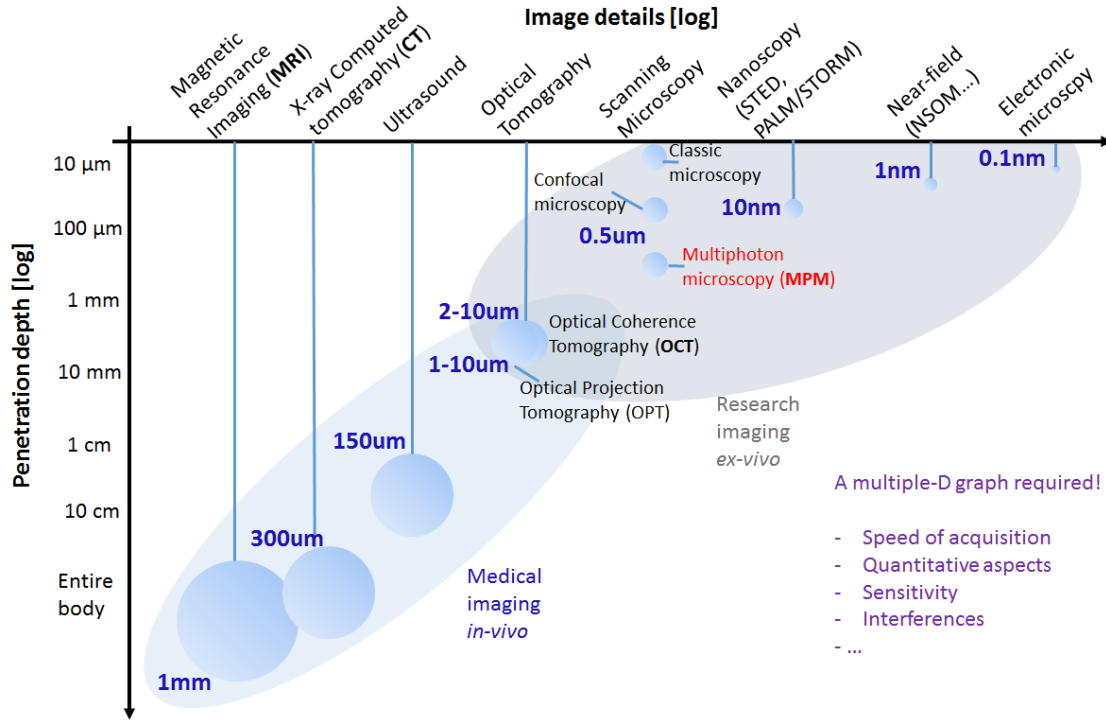 Image details [log]
Magnetic
Resonance
Imaging (MRI)
X-ray Computed
tomography (CT)
Ultrasound
Optical
Tomography
Scanning
Microscopy
Nanoscopy
(STED,
PALM/STORM)
Near-field
(NSOM...)
Electronic
microscpy
Penetration depth [log]
10 µm
100 µm
1 mm
10 mm
1 cm
10 cm
Entire
body
Classic
microscopy
Confocal
microscopy
0.5um
Multiphoton
microscopy (MPM)
10nm
1nm
0.1nm
2-10um
Optical Coherence
Tomography (OCT)
1-10um
Optical Projection
Tomography (OPT)
150um
300um
1mm
Research
imaging
ex-vivo
Medical
imaging
in-vivo
A multiple-D graph required!
- Speed of acquisition
- Quantitative aspects
- Sensitivity
- Interferences
- ...